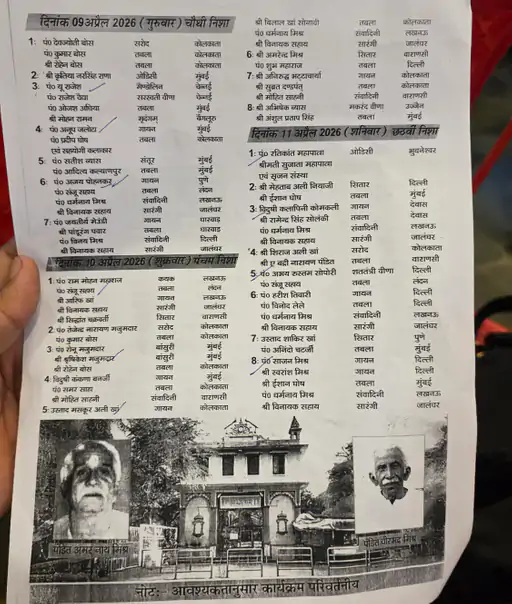 दिनांक 09 अप्रैल 2026 ( गुरुवार ) चौथी निशा
1: पं० देवज्योती बोस सरोद कोलकाता
पं० कुमार बोस तबला कोलकाता
श्री रोहेन बोस तबला कोलकाता
2: श्री वृतिया नरसिंह राणा ओडिसी मुंबई
3: पं० यू राजेश मैण्डोलिन चेन्नई
पं० राजेश वैद्या सरस्वती वीणा चेन्नई
पं० ओजस अधिया तबला मुंबई
श्री मोहन रामन मृदंगम् बैंगलुरु
4: पं० अनूप जलोटा गायन मुंबई
पं० प्रदीप घोष तबला कोलकाता
एवं सहयोगी कलाकार
5: पं० सतीश व्यास संतूर मुंबई
पं० आदित्य कल्याणपुर तबला मुंबई
6: पं० अजय पोहनकर गायन पुणे
पं० संजू सहाय तबला लंदन
पं० धर्मनाथ मिश्र संवादिनी लखनऊ
श्री विनायक सहाय सारंगी जालंधर
7: पं० जयतीर्थ मेउंडी गायन धारवाड़
श्री पांडूरंग पवार तबला धारवाड़
पं० विनय मिश्र संवादिनी दिल्ली
श्री विनायक सहाय सारंगी जालंधर
दिनांक 10 अप्रैल 2026 ( शुक्रवार ) पंचम निशा
1: पं० राम मोहन महाराज कथक लखनऊ
पं० संजू सहाय तबला लंदन
श्री आरिफ खां गायन लखनऊ
श्री विनायक सहाय सारंगी जालंधर
श्री सिद्धांत चक्रवर्ती सितार वाराणसी
2: पं० तेजेन्द्र नारायण मजुमदार सरोद कोलकाता
पं० कुमार बोस तबला कोलकाता
3: पं० रोनू मजुमदार बांसुरी मुंबई
श्री ऋषिकेश मजुमदार बांसुरी मुंबई
श्री रोहेन बोस तबला कोलकाता
4: विदुषी कंकणा बनर्जी गायन मुंबई
पं० समर साहा तबला कोलकाता
श्री मोहित साहनी संवादिनी वाराणसी
5: उस्ताद मसकूर अली खां गायन कोलकाता
श्री बिलाल खां सोनावी तबला कोलकाता
पं० धर्मनाथ मिश्र संवादिनी लखनऊ
श्री विनायक सहाय सारंगी जालंधर
6: श्री अमरेन्द्र मिश्र सितार वाराणसी
पं० शुभ महाराज तबला दिल्ली
7: श्री अनिरुद्ध भट्टाचार्या गायन कोलकाता
श्री सुब्रत तबला कोलकाता
श्री मोहित साहनी संवादिनी वाराणसी
8: श्री अभिषेक व्यास मकरंद वीणा उज्जैन
श्री अंशुल प्रताप सिंह तबला मुंबई
दिनांक 11 अप्रैल 2026 ( शनिवार ) छठवीं निशा
1: पं० रतिकांत महापात्रा ओडिसी भुवनेश्वर
श्रीमती सुजाता महापात्रा
एवं सृजन संस्था
2: श्री मेहताब अली नियाजी सितार दिल्ली
श्री ईशान घोष तबला मुंबई
3: विदुषी कलापिनी कोमकली गायन देवास
श्री रामेन्द्र सिंह सोलंकी तबला देवास
पं० धर्मनाथ मिश्र संवादिनी लखनऊ
श्री विनायक सहाय सारंगी जालंधर
4: श्री शिराज अली खां सरोद कोलकाता
श्री ए बद्री नारायण पंडित तबला वाराणसी
5: पं० अभय रुस्तम सोपोरी शततंत्री वीणा दिल्ली
पं० संजू सहाय तबला लंदन
6: पं० हरीश तिवारी गायन दिल्ली
पं० विनोद लेले तबला दिल्ली
पं० धर्मनाथ मिश्र संवादिनी लखनऊ
श्री विनायक सहाय सारंगी जालंधर
7: उस्ताद शाकिर खां सितार पुणे
पं० अनिंदो चटर्जी तबला मुंबई
8: पं० साजन मिश्र गायन दिल्ली
श्री स्वरांश मिश्र गायन दिल्ली
श्री ईशान घोष तबला मुंबई
पं० धर्मनाथ मिश्र संवादिनी लखनऊ
श्री विनायक सहाय सारंगी जालंधर
पंडित अमर नाथ मिश्र
पंडित वीरभद्र मिश्र
नोटः- आवश्यकतानुसार कार्यक्रम परिवर्तनीय